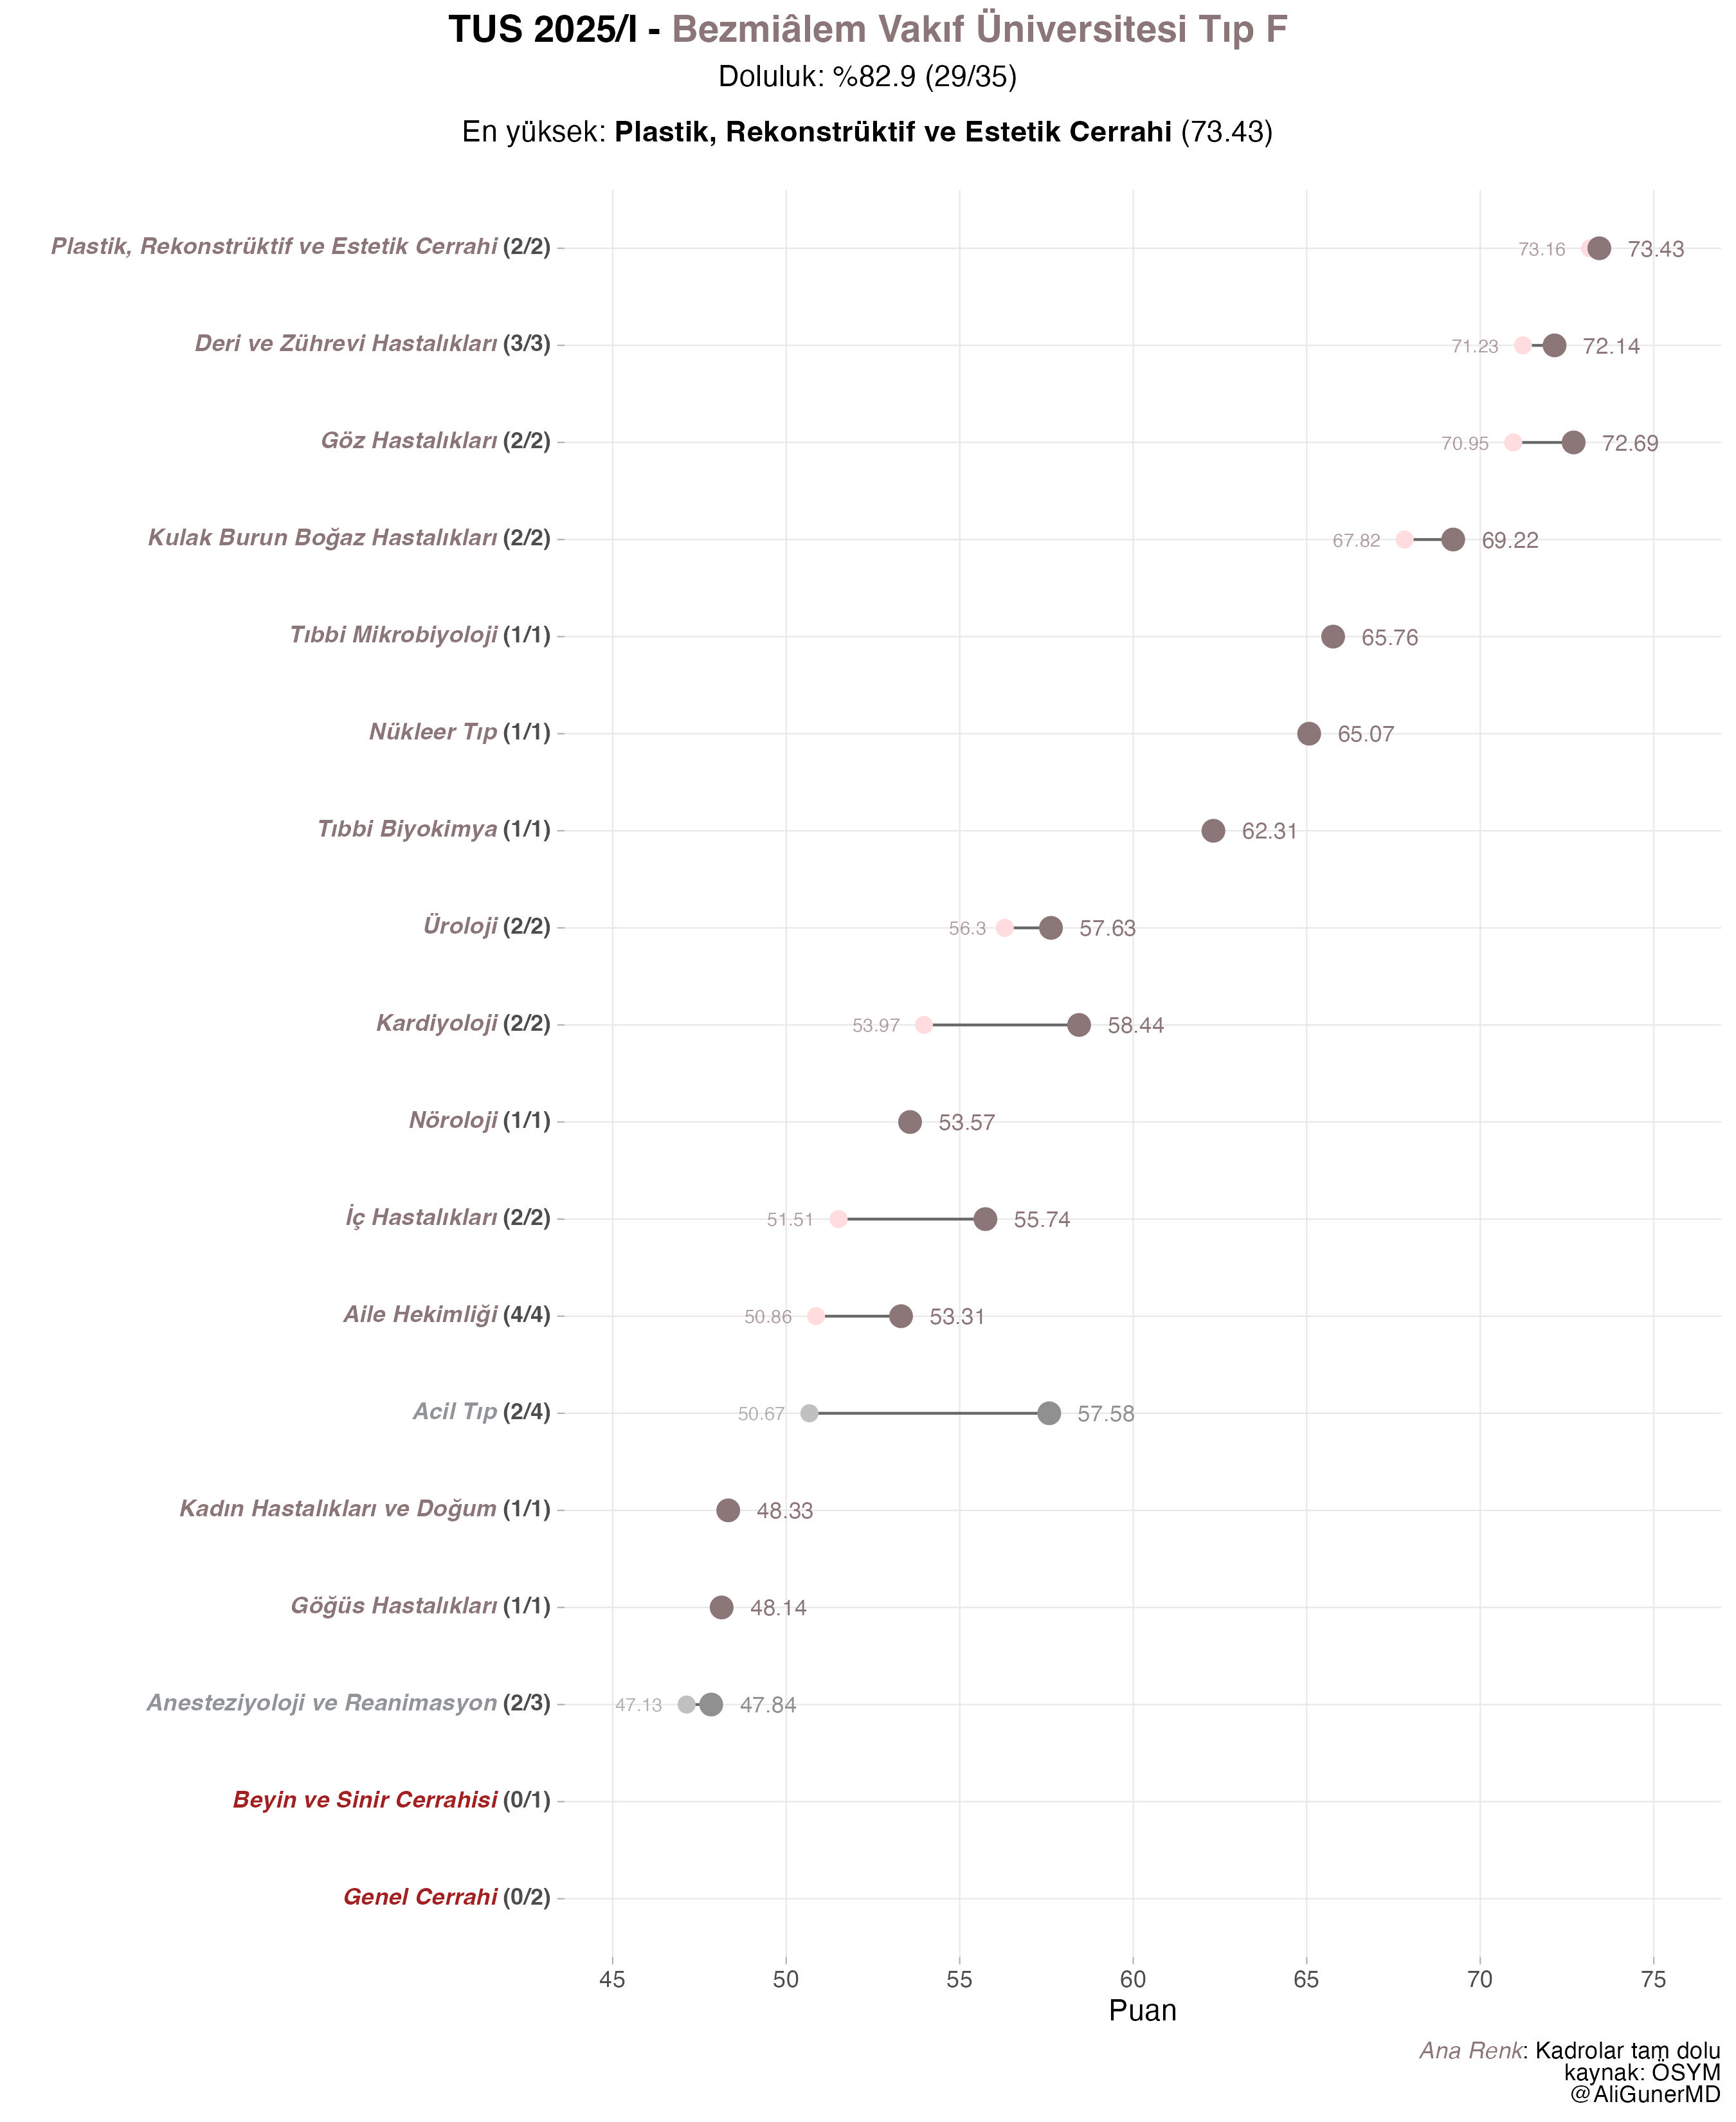 TUS 2025/I - Bezmiâlem Vakıf Üniversitesi Tıp F
Doluluk: %82.9 (29/35)
En yüksek: Plastik, Rekonstrüktif ve Estetik Cerrahi (73.43)
Plastik, Rekonstrüktif ve Estetik Cerrahi (2/2) 73.16 73.43
Deri ve Zührevi Hastalıkları (3/3) 71.23 72.14
Göz Hastalıkları (2/2) 70.95 72.69
Kulak Burun Boğaz Hastalıkları (2/2) 67.82 69.22
Tıbbi Mikrobiyoloji (1/1) 65.76
Nükleer Tıp (1/1) 65.07
Tıbbi Biyokimya (1/1) 62.31
Üroloji (2/2) 56.3 57.63
Kardiyoloji (2/2) 53.97 58.44
Nöroloji (1/1) 53.57
İç Hastalıkları (2/2) 51.51 55.74
Aile Hekimliği (4/4) 50.86 53.31
Acil Tıp (2/4) 50.67 57.58
Kadın Hastalıkları ve Doğum (1/1) 48.33
Göğüs Hastalıkları (1/1) 48.14
Anesteziyoloji ve Reanimasyon (2/3) 47.13 47.84
Beyin ve Sinir Cerrahisi (0/1)
Genel Cerrahi (0/2)
45 50 55 60 65 70 75
Puan
Ana Renk: Kadrolar tam dolu
kaynak: ÖSYM
@AliGunerMD